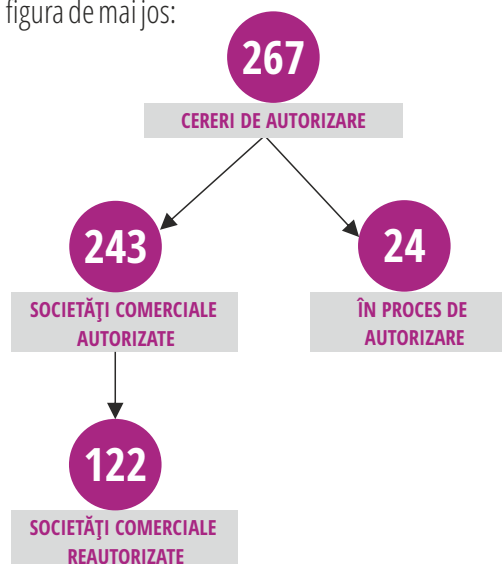 figura de mai jos:
267
CERERI DE AUTORIZARE
243
SOCIETĂŢI COMERCIALE
AUTORIZATE
24
ÎN PROCES DE
AUTORIZARE
122
SOCIETĂŢI COMERCIALE
REAUTORIZATE